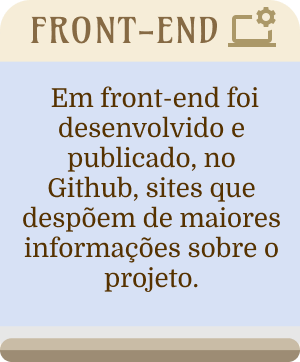 FRONT-END
Em front-end foi
desenvolvido e
publicado, no
Github, sites que
despõem de maiores
informações sobre o
projeto.